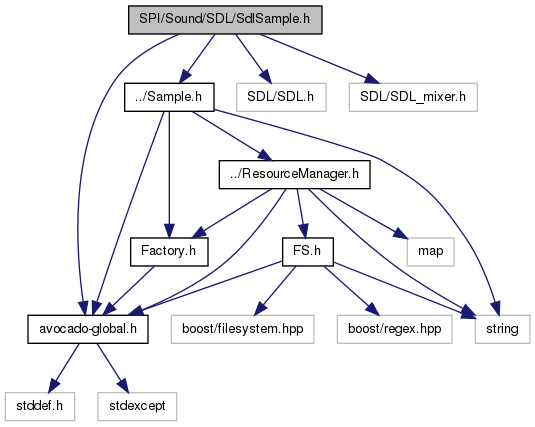 SPI/Sound/SDL/SdlSample.h
../Sample.h
SDL/SDL.h
SDL/SDL_mixer.h
../ResourceManager.h
Factory.h
FS.h
map
avocado-global.h
boost/filesystem.hpp
boost/regex.hpp
string
stddef.h
stdexcept